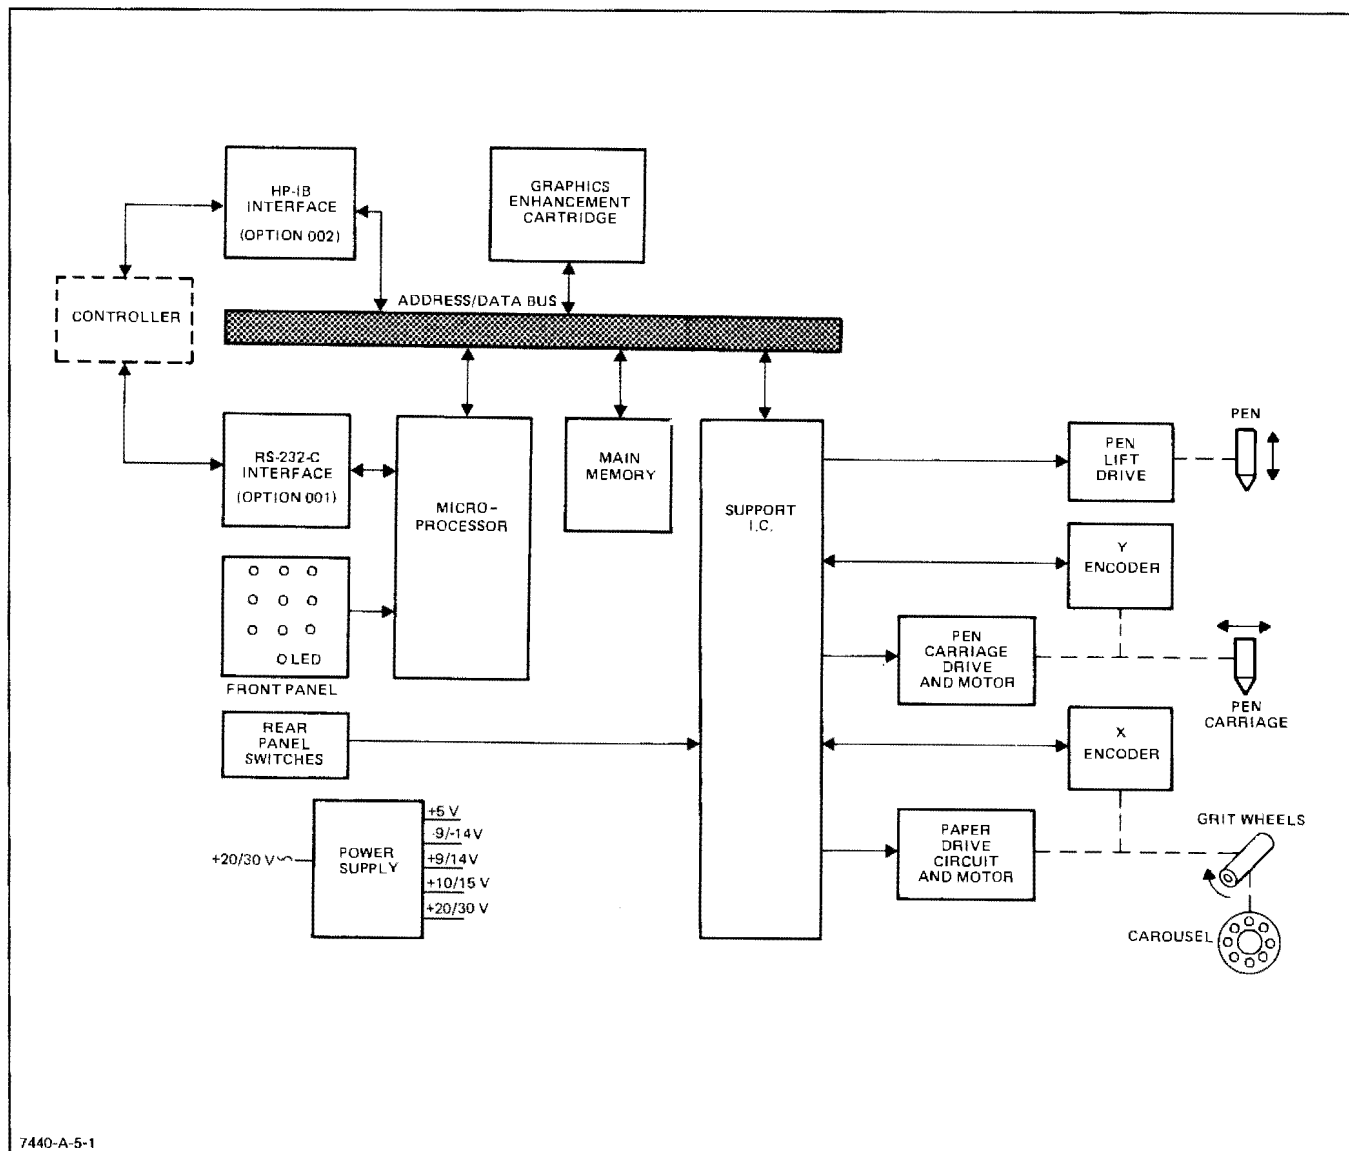 HP-IB
INTERFACE
(OPTION 002)
GRAPHICS
ENHANCEMENT
CARTRIDGE
CONTROLLER
ADDRESS/DATA BUS
RS-232-C
INTERFACE
(OPTION 001)
MICRO-
PROCESSOR
MAIN
MEMORY
SUPPORT
I.C.
PEN
LIFT
DRIVE
PEN
Y
ENCODER
LED
FRONT PANEL
PEN
CARRIAGE
DRIVE
AND MOTOR
PEN
CARRIAGE
REAR
PANEL
SWITCHES
X
ENCODER
+20/30 V
POWER
SUPPLY
+5 V
-9/-14V
+9/14V
+10/15 V
+20/30 V
PAPER
DRIVE
CIRCUIT
AND MOTOR
GRIT WHEELS
CAROUSEL
7440-A-5-1